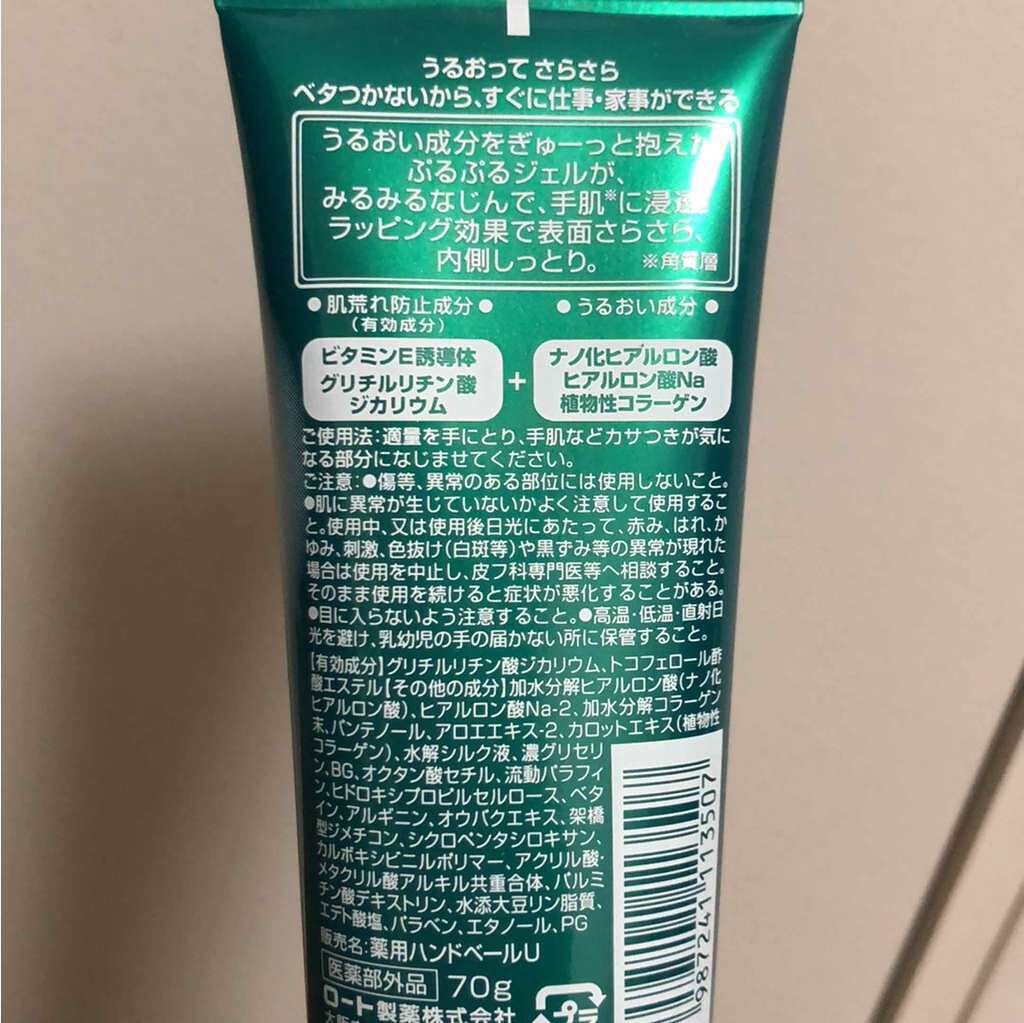 うるおって さらさら
ベタつかないから、すぐに仕事・家事ができる
うるおい成分をぎゅーっと抱えた
ぷるぷるジェルが、
みるみるなじんで、手肌※に浸透。
ラッピング効果で表面さらさら、
内側しっとり。 ※角質層
●肌荒れ防止成分● ●うるおい成分●
(有効成分)
ビタミンE誘導体
グリチルリチン酸
ジカリウム
+
ナノ化ヒアルロン酸
ヒアルロン酸Na
植物性コラーゲン
ご使用法:適量を手にとり、手肌などカサつきが気に
なる部分になじませてください。
ご注意:●傷等、異常のある部位には使用しないこと。
●肌に異常が生じていないかよく注意して使用するこ
と。使用中、又は使用後日光にあたって、赤み、はれ、か
ゆみ、刺激、色抜け(白斑等)や黒ずみ等の異常が現れた
場合は使用を中止し、皮フ科専門医等へ相談すること。
そのまま使用を続けると症状が悪化することがある。
●目に入らないよう注意すること。●高温・低温・直射日
光を避け、乳幼児の手の届かない所に保管すること。
【有効成分】グリチルリチン酸ジカリウム、トコフェロール酢
酸エステル【その他の成分】加水分解ヒアルロン酸(ナノ化
ヒアルロン酸)、ヒアルロン酸Na-2、加水分解コラーゲン
末、パンテノール、アロエエキス-2、カロットエキス(植物性
コラーゲン)、水解シルク液、濃グリセリ
ン、BG、オクタン酸セチル、流動パラフィ
ン、ヒドロキシプロピルセルロース、ベタ
イン、アルギニン、オウバクエキス、架橋
型ジメチコン、シクロペンタシロキサン、
カルボキシビニルポリマー、アクリル酸・
メタクリル酸アルキル共重合体、パルミ
チン酸デキストリン、水添大豆リン脂質、
エデト酸塩、パラベン、エタノール、PG
販売名:薬用ハンドベールU
医薬部外品 70g
ロート製薬株式会社
プラ
987241 113507